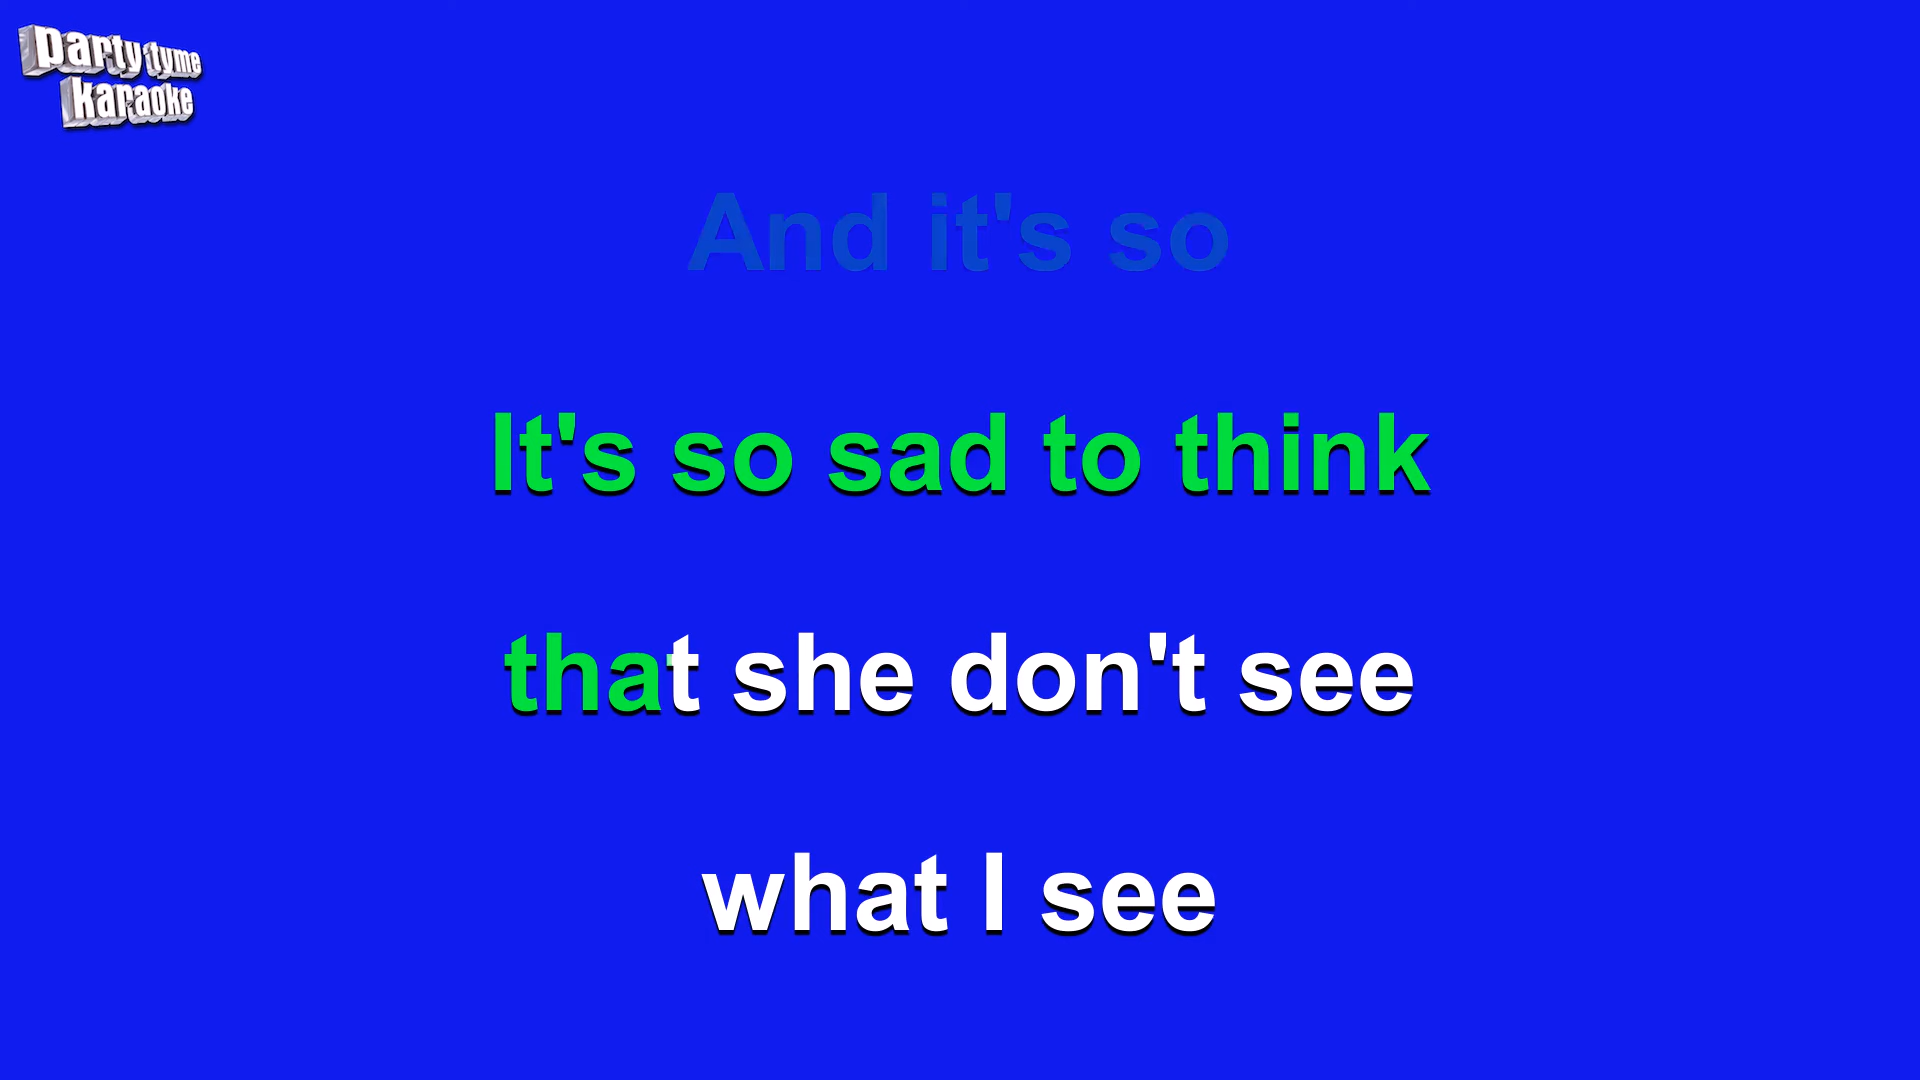 party tyme
karaoke
And it's so
It's so sad to think
that she don't see
what I see